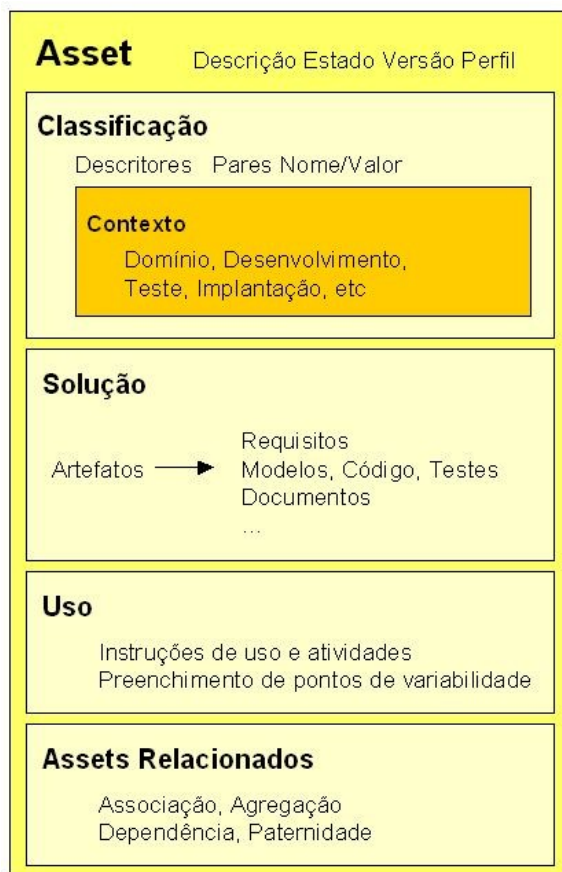 Asset Descrição Estado Versão Perfil
Classificação
Descritores Pares Nome/Valor
Contexto
Domínio, Desenvolvimento,
Teste, Implantação, etc
Solução
Requisitos
Artefatos Modelos, Código, Testes
Documentos
...
Uso
Instruções de uso e atividades
Preenchimento de pontos de variabilidade
Assets Relacionados
Associação, Agregação
Dependência, Paternidade